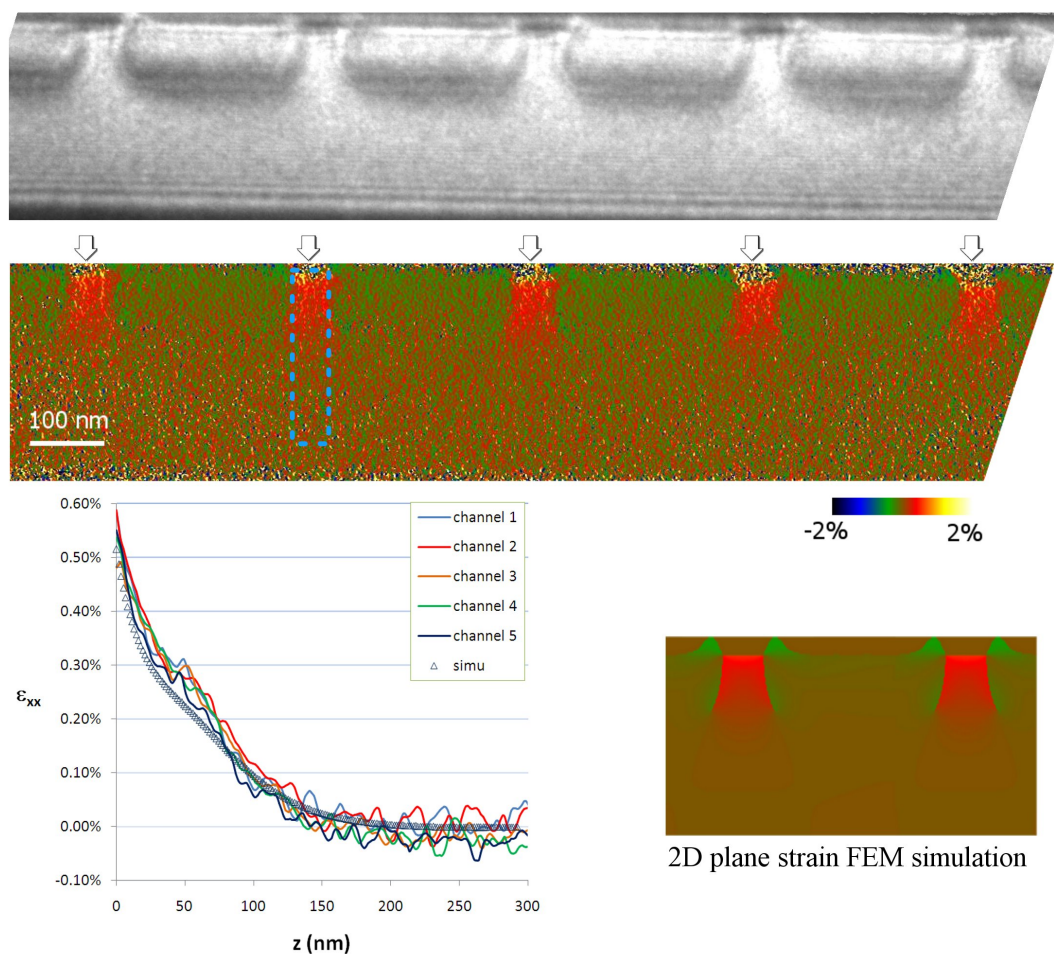 100 nm
-2% 2%
0.60%
0.50%
0.40%
0.30%
0.20%
0.10%
0.00%
-0.10%
εxx
channel 1
channel 2
channel 3
channel 4
channel 5
simu
0 50 100 150 200 250 300
z (nm)
2D plane strain FEM simulation